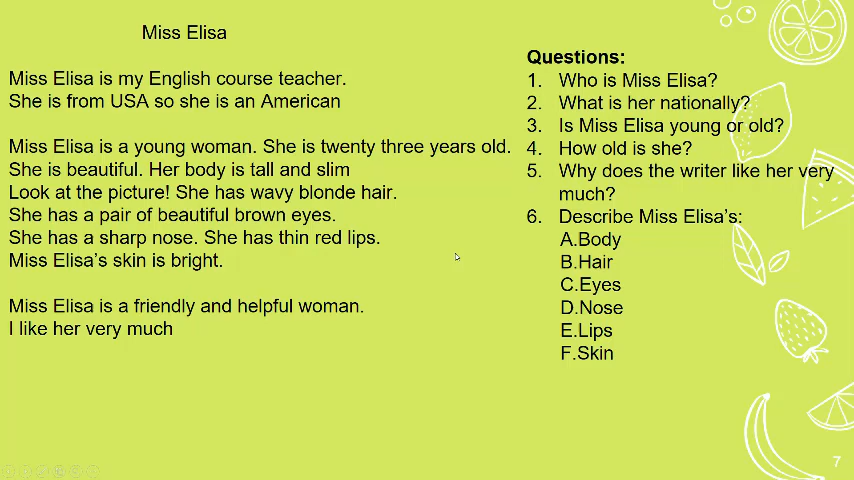 Miss Elisa
Miss Elisa is my English course teacher.
She is from USA so she is an American
Miss Elisa is a young woman. She is twenty three years old.
She is beautiful. Her body is tall and slim
Look at the picture! She has wavy blonde hair.
She has a pair of beautiful brown eyes.
She has a sharp nose. She has thin red lips.
Miss Elisa’s skin is bright.
Miss Elisa is a friendly and helpful woman.
I like her very much
Questions:
1. Who is Miss Elisa?
2. What is her nationally?
3. Is Miss Elisa young or old?
4. How old is she?
5. Why does the writer like her very
much?
6. Describe Miss Elisa’s:
A.Body
B.Hair
C.Eyes
D.Nose
E.Lips
F.Skin
7